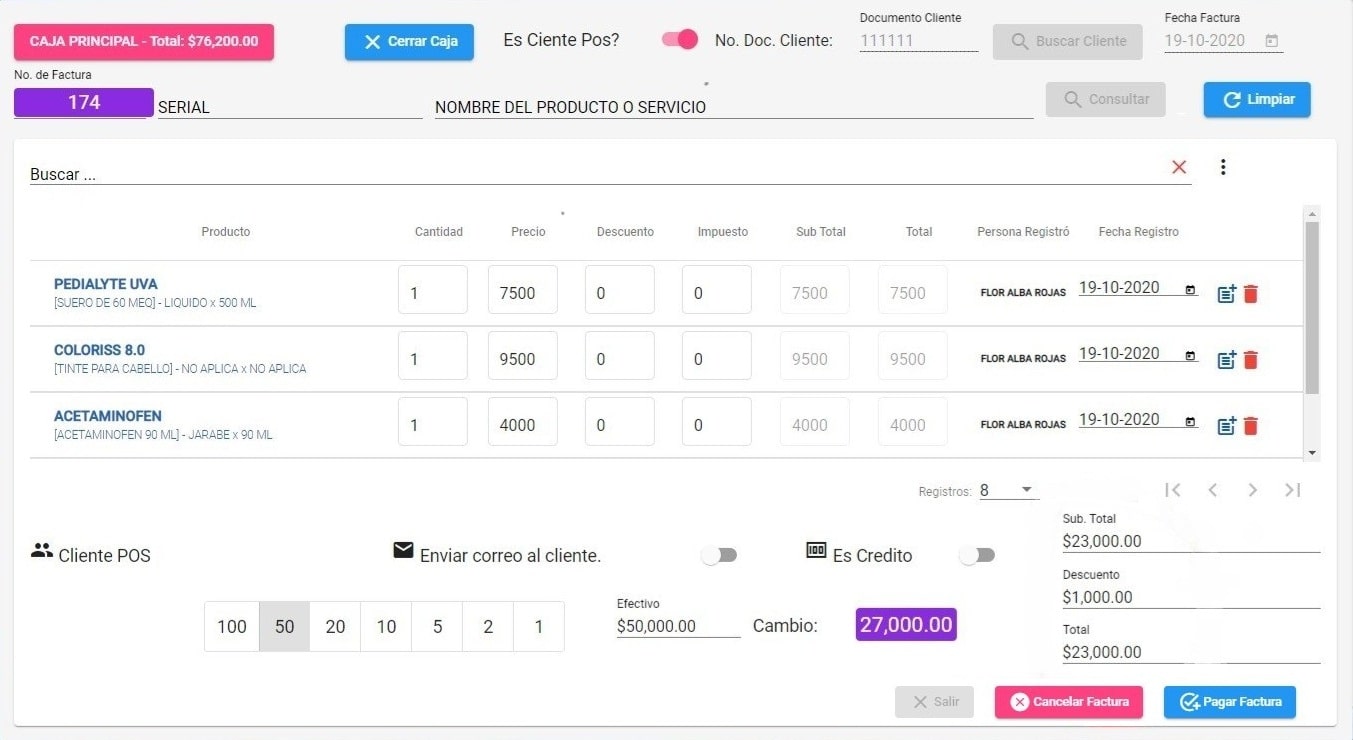 CAJA PRINCIPAL - Total: $76,200.00
Cerrar Caja
Es Ciente Pos?
No. Doc. Cliente:
Documento Cliente
111111
Buscar Cliente
Fecha Factura
19-10-2020
No. de Factura
174
SERIAL
NOMBRE DEL PRODUCTO O SERVICIO
Consultar
Limpiar
Buscar ...
Producto Cantidad Precio Descuento Impuesto Sub Total Total Persona Registró Fecha Registro
PEDIALYTE UVA
[SUERO DE 60 MEQ] - LIQUIDO x 500 ML
1 7500 0 0 7500 7500 FLOR ALBA ROJAS 19-10-2020
COLORISS 8.0
[TINTE PARA CABELLO] - NO APLICA x NO APLICA
1 9500 0 0 9500 9500 FLOR ALBA ROJAS 19-10-2020
ACETAMINOFEN
[ACETAMINOFEN 90 ML] - JARABE x 90 ML
1 4000 0 0 4000 4000 FLOR ALBA ROJAS 19-10-2020
Registros: 8
Cliente POS
Enviar correo al cliente.
Es Credito
Sub. Total
$23,000.00
Descuento
$1,000.00
Total
$23,000.00
100 50 20 10 5 2 1
Efectivo
$50,000.00
Cambio:
27,000.00
Salir
Cancelar Factura
Pagar Factura